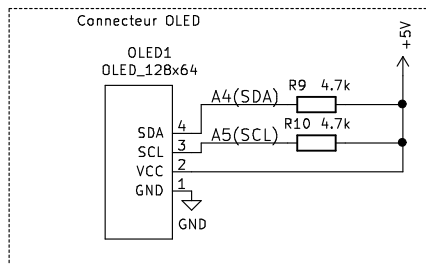 Connecteur OLED
+5V
OLED1
OLED_128x64
R9 4.7k
A4(SDA)
R10 4.7k
A5(SCL)
SDA 4
SCL 3
VCC 2
GND 1
GND